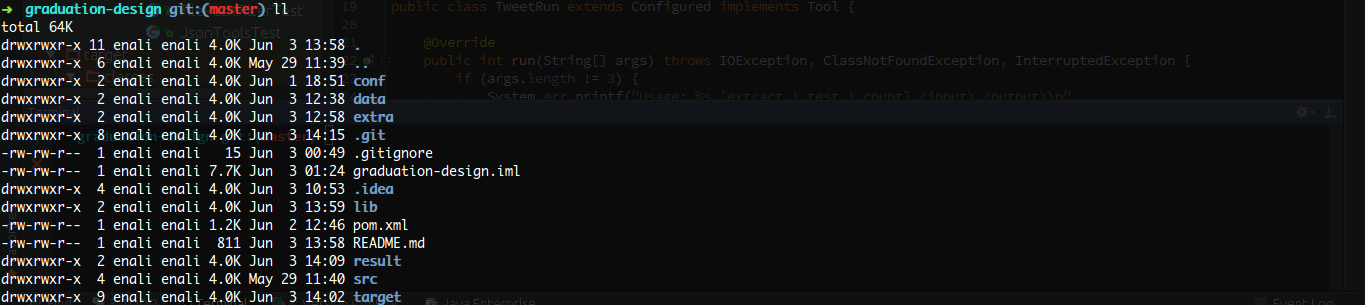 ➜  graduation-design git:(master) ll
total 64K
drwxrwxr-x 11 enali enali 4.0K Jun  3 13:58 .
drwxrwxr-x  6 enali enali 4.0K May 29 11:39 ..
drwxrwxr-x  2 enali enali 4.0K Jun  1 18:51 conf
drwxrwxr-x  2 enali enali 4.0K Jun  3 12:38 data
drwxrwxr-x  2 enali enali 4.0K Jun  3 12:58 extra
drwxrwxr-x  8 enali enali 4.0K Jun  3 14:15 .git
-rw-rw-r--  1 enali enali   15 Jun  3 00:49 .gitignore
-rw-rw-r--  1 enali enali 7.7K Jun  3 01:24 graduation-design.iml
drwxrwxr-x  4 enali enali 4.0K Jun  3 10:53 .idea
drwxrwxr-x  2 enali enali 4.0K Jun  3 13:59 lib
-rw-rw-r--  1 enali enali 1.2K Jun  2 12:46 pom.xml
-rw-rw-r--  1 enali enali  811 Jun  3 13:58 README.md
drwxrwxr-x  2 enali enali 4.0K Jun  3 14:09 result
drwxrwxr-x  4 enali enali 4.0K May 29 11:40 src
drwxrwxr-x  9 enali enali 4.0K Jun  3 14:02 target
JsonToolsTest
target
Terminal
19 public class TweetRun extends Configured implements Tool {
20
@Override
public int run(String[] args) throws IOException, ClassNotFoundException, InterruptedException {
if (args.length != 3) {
System.err.printf("Usage: %s [extract | test | count] <input> <output>\n"
Terminal
Java Enterprise
Event Log